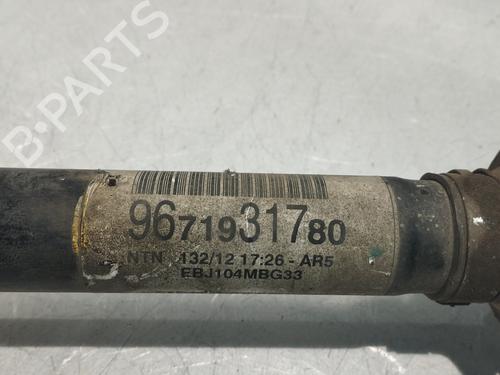 B-PARTS
9671931780
NTN 132/12 17:26 - AR5
EBJ104MBG33